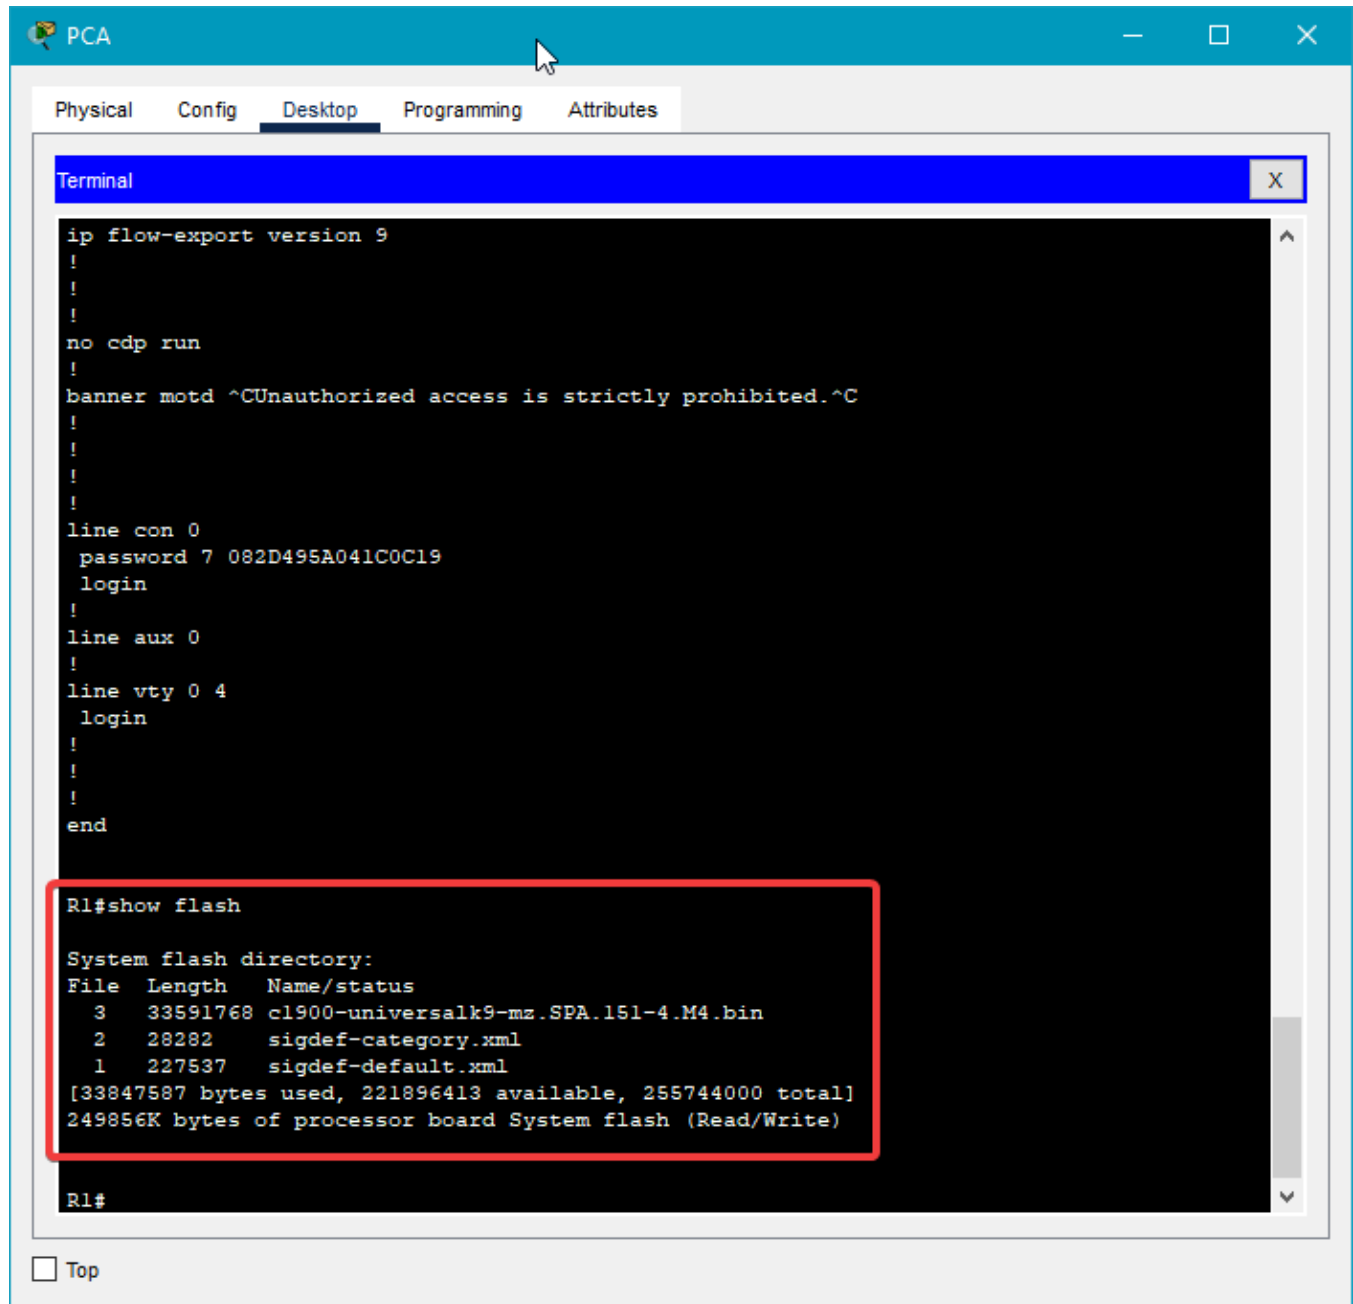 PCA
Physical Config Desktop Programming Attributes
Terminal X
ip flow-export version 9
!
!
!
no cdp run
!
banner motd ^CUnauthorized access is strictly prohibited.^C
!
!
!
!
line con 0
password 7 082D495A041C0C19
login
!
line aux 0
!
line vty 0 4
login
!
!
!
end
R1#show flash
System flash directory:
File Length Name/status
3 33591768 c1900-universalk9-mz.SPA.151-4.M4.bin
2 28282 sigdef-category.xml
1 227537 sigdef-default.xml
[33847587 bytes used, 221896413 available, 255744000 total]
249856K bytes of processor board System flash (Read/Write)
R1#
Top